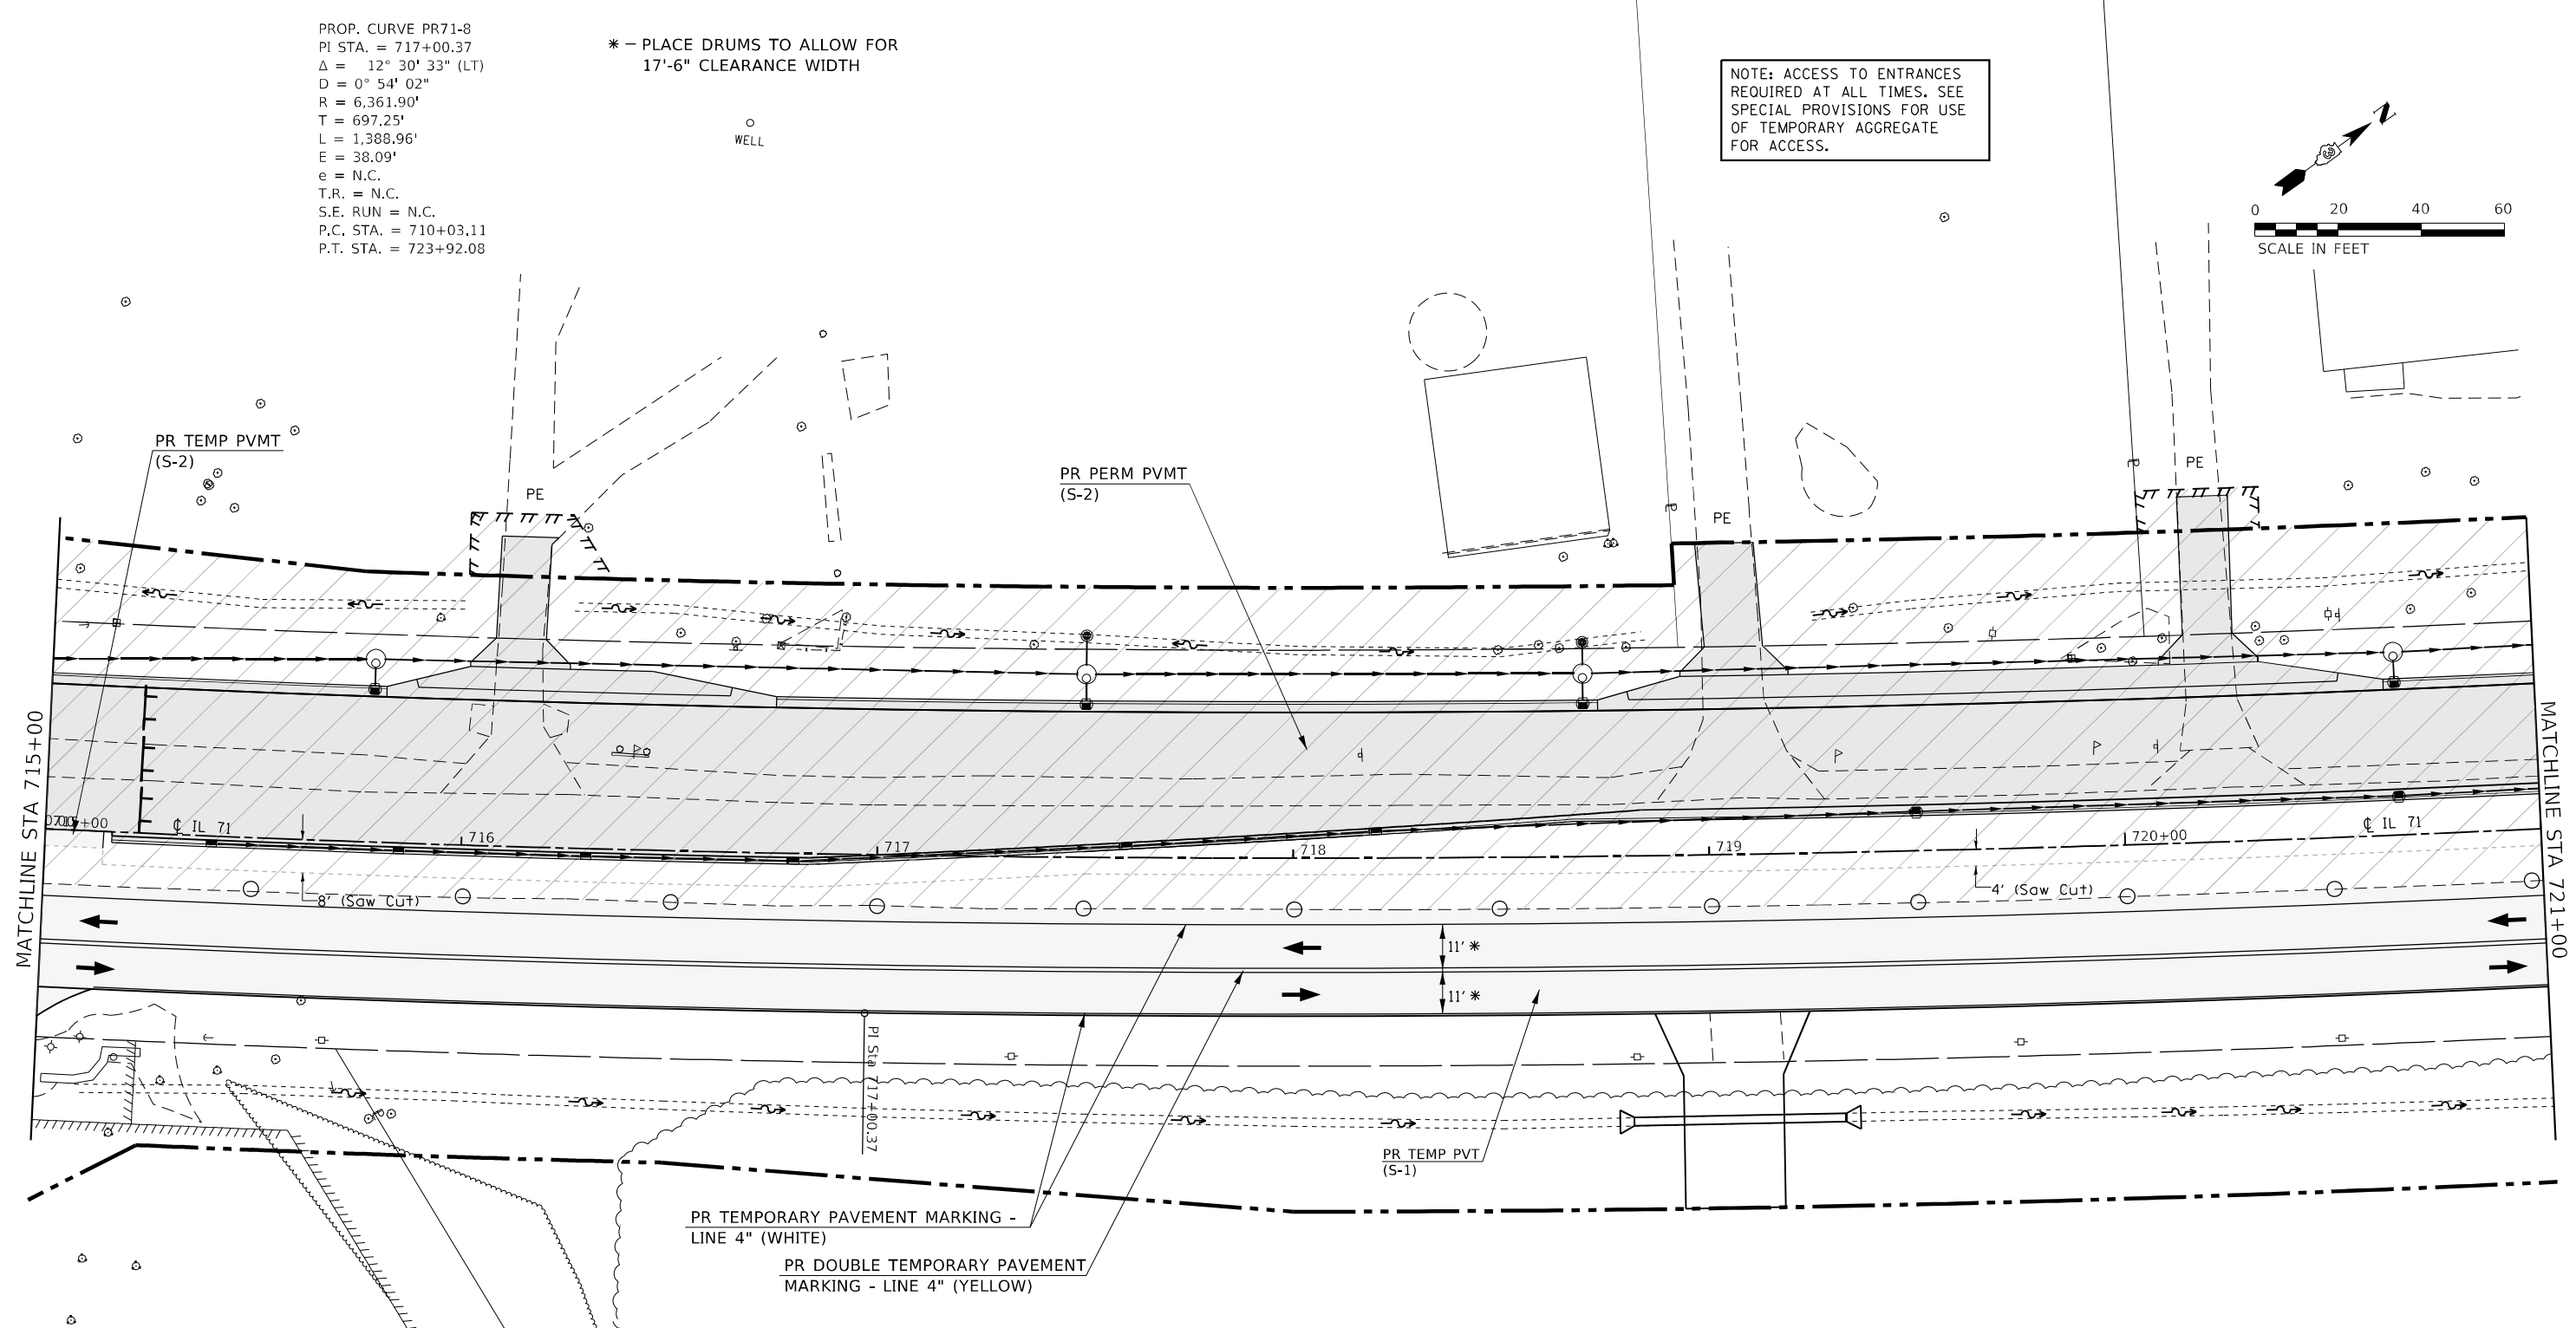 PROP. CURVE PR71-8
PI STA. = 717+00.37
Δ = 12° 30' 33" (LT)
D = 0° 54' 02"
R = 6,361.90'
T = 697.25'
L = 1,388.96'
E = 38.09'
e = N.C.
T.R. = N.C.
S.E. RUN = N.C.
P.C. STA. = 710+03.11
P.T. STA. = 723+92.08
* - PLACE DRUMS TO ALLOW FOR
17'-6" CLEARANCE WIDTH
WELL
NOTE: ACCESS TO ENTRANCES
REQUIRED AT ALL TIMES. SEE
SPECIAL PROVISIONS FOR USE
OF TEMPORARY AGGREGATE
FOR ACCESS.
N
0 20 40 60
SCALE IN FEET
PR TEMP PVMT
(S-2)
PE
PR PERM PVMT
(S-2)
PE
PE
MATCHLINE STA 715+00
℄ IL 71
716
717
718
719
720+00
℄ IL 71
8' (Saw Cut)
4' (Saw Cut)
11' *
11' *
MATCHLINE STA 721+00
PI Sta 717+00.37
PR TEMP PVT
(S-1)
PR TEMPORARY PAVEMENT MARKING -
LINE 4" (WHITE)
PR DOUBLE TEMPORARY PAVEMENT
MARKING - LINE 4" (YELLOW)